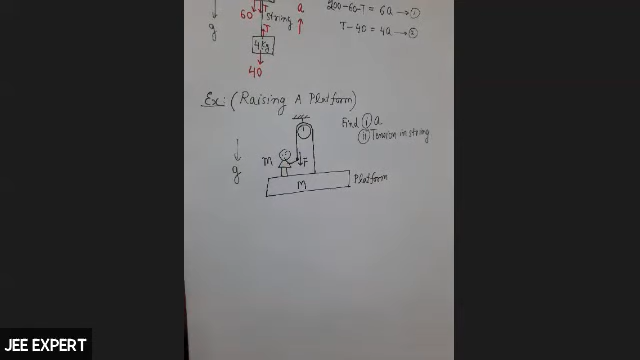 200-60-T = 6a → ①
60 T
string
a
T
T-40 = 4a → ②
g
4kg
40
Ex: (Raising A Platform)
Find ⓘ a
ⓘⓘ Tension in string
m
F
g
M
Platform
JEE EXPERT